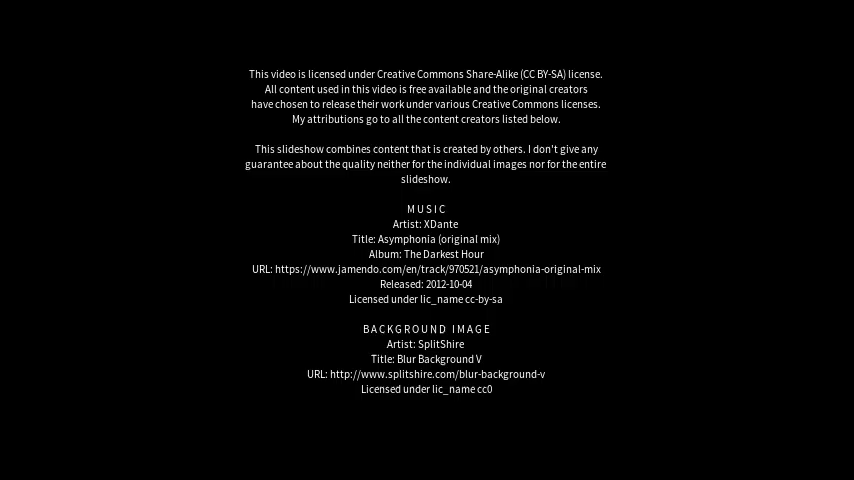 This video is licensed under Creative Commons Share-Alike (CC BY-SA) license.
All content used in this video is free available and the original creators
have chosen to release their work under various Creative Commons licenses.
My attributions go to all the content creators listed below.
This slideshow combines content that is created by others. I don't give any
guarantee about the quality neither for the individual images nor for the entire
slideshow.
MUSIC
Artist: XDante
Title: Asymphonia (original mix)
Album: The Darkest Hour
URL: https://www.jamendo.com/en/track/970521/asymphonia-original-mix
Released: 2012-10-04
Licensed under lic_name cc-by-sa
BACKGROUND IMAGE
Artist: SplitShire
Title: Blur Background V
URL: http://www.splitshire.com/blur-background-v
Licensed under lic_name cc0